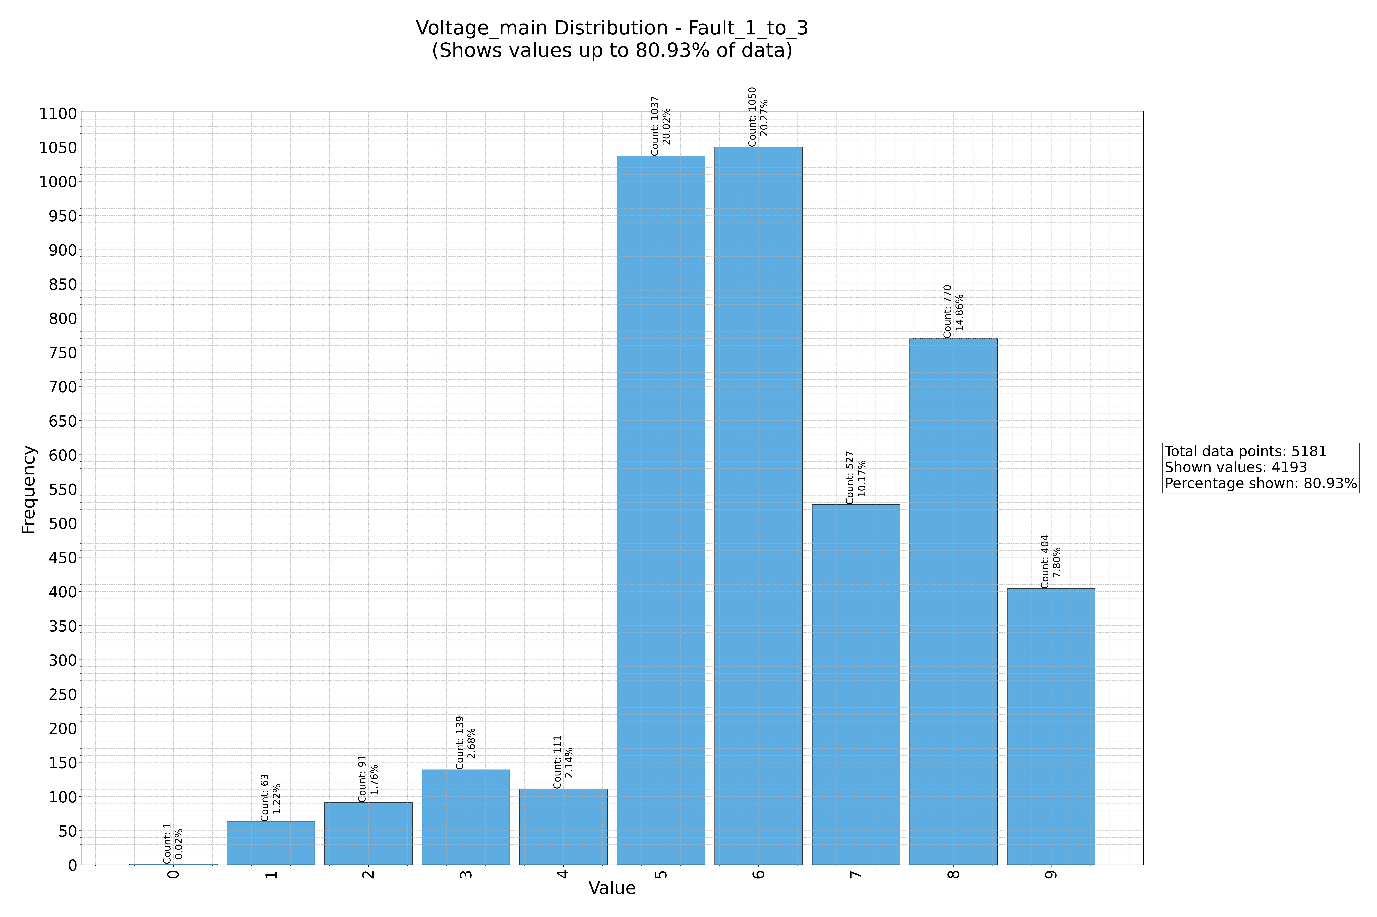 Voltage_main Distribution - Fault_1_to_3
(Shows values up to 80.93% of data)
Frequency
1100
1050
1000
950
900
850
800
750
700
650
600
550
500
450
400
350
300
250
200
150
100
50
0
Count: 1
0.02%
Count: 63
1.22%
Count: 91
1.76%
Count: 139
2.68%
Count: 111
2.14%
Count: 1037
20.02%
Count: 1050
20.27%
Count: 527
10.17%
Count: 770
14.86%
Count: 404
7.80%
0
1
2
3
4
5
6
7
8
9
Value
Total data points: 5181
Shown values: 4193
Percentage shown: 80.93%